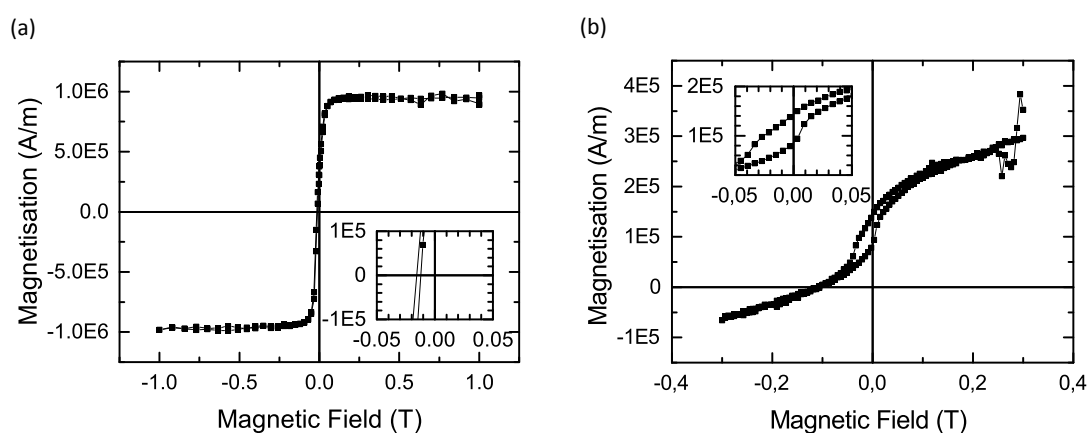 (a)
(b)
Magnetisation (A/m)
1.0E6
5.0E5
0.0
-5.0E5
-1.0E6
-1.0
-0.5
0.0
0.5
1.0
Magnetic Field (T)
1E5
0
-1E5
-0.05
0.00
0.05
Magnetisation (A/m)
4E5
3E5
2E5
1E5
0
-1E5
-0,4
-0,2
0,0
0,2
0,4
Magnetic Field (T)
2E5
1E5
-0,05
0,00
0,05